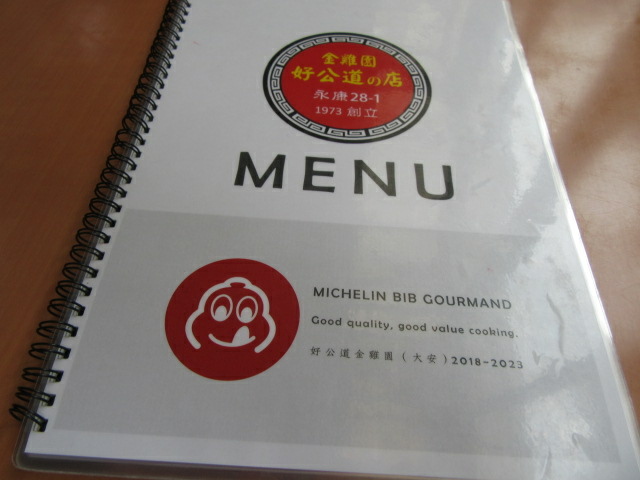 金雞園
好公道の店
永康28-1
1973 創立
MENU
MICHELIN BIB GOURMAND
Good quality, good value cooking.
好公道金雞園（大安）2018-2023